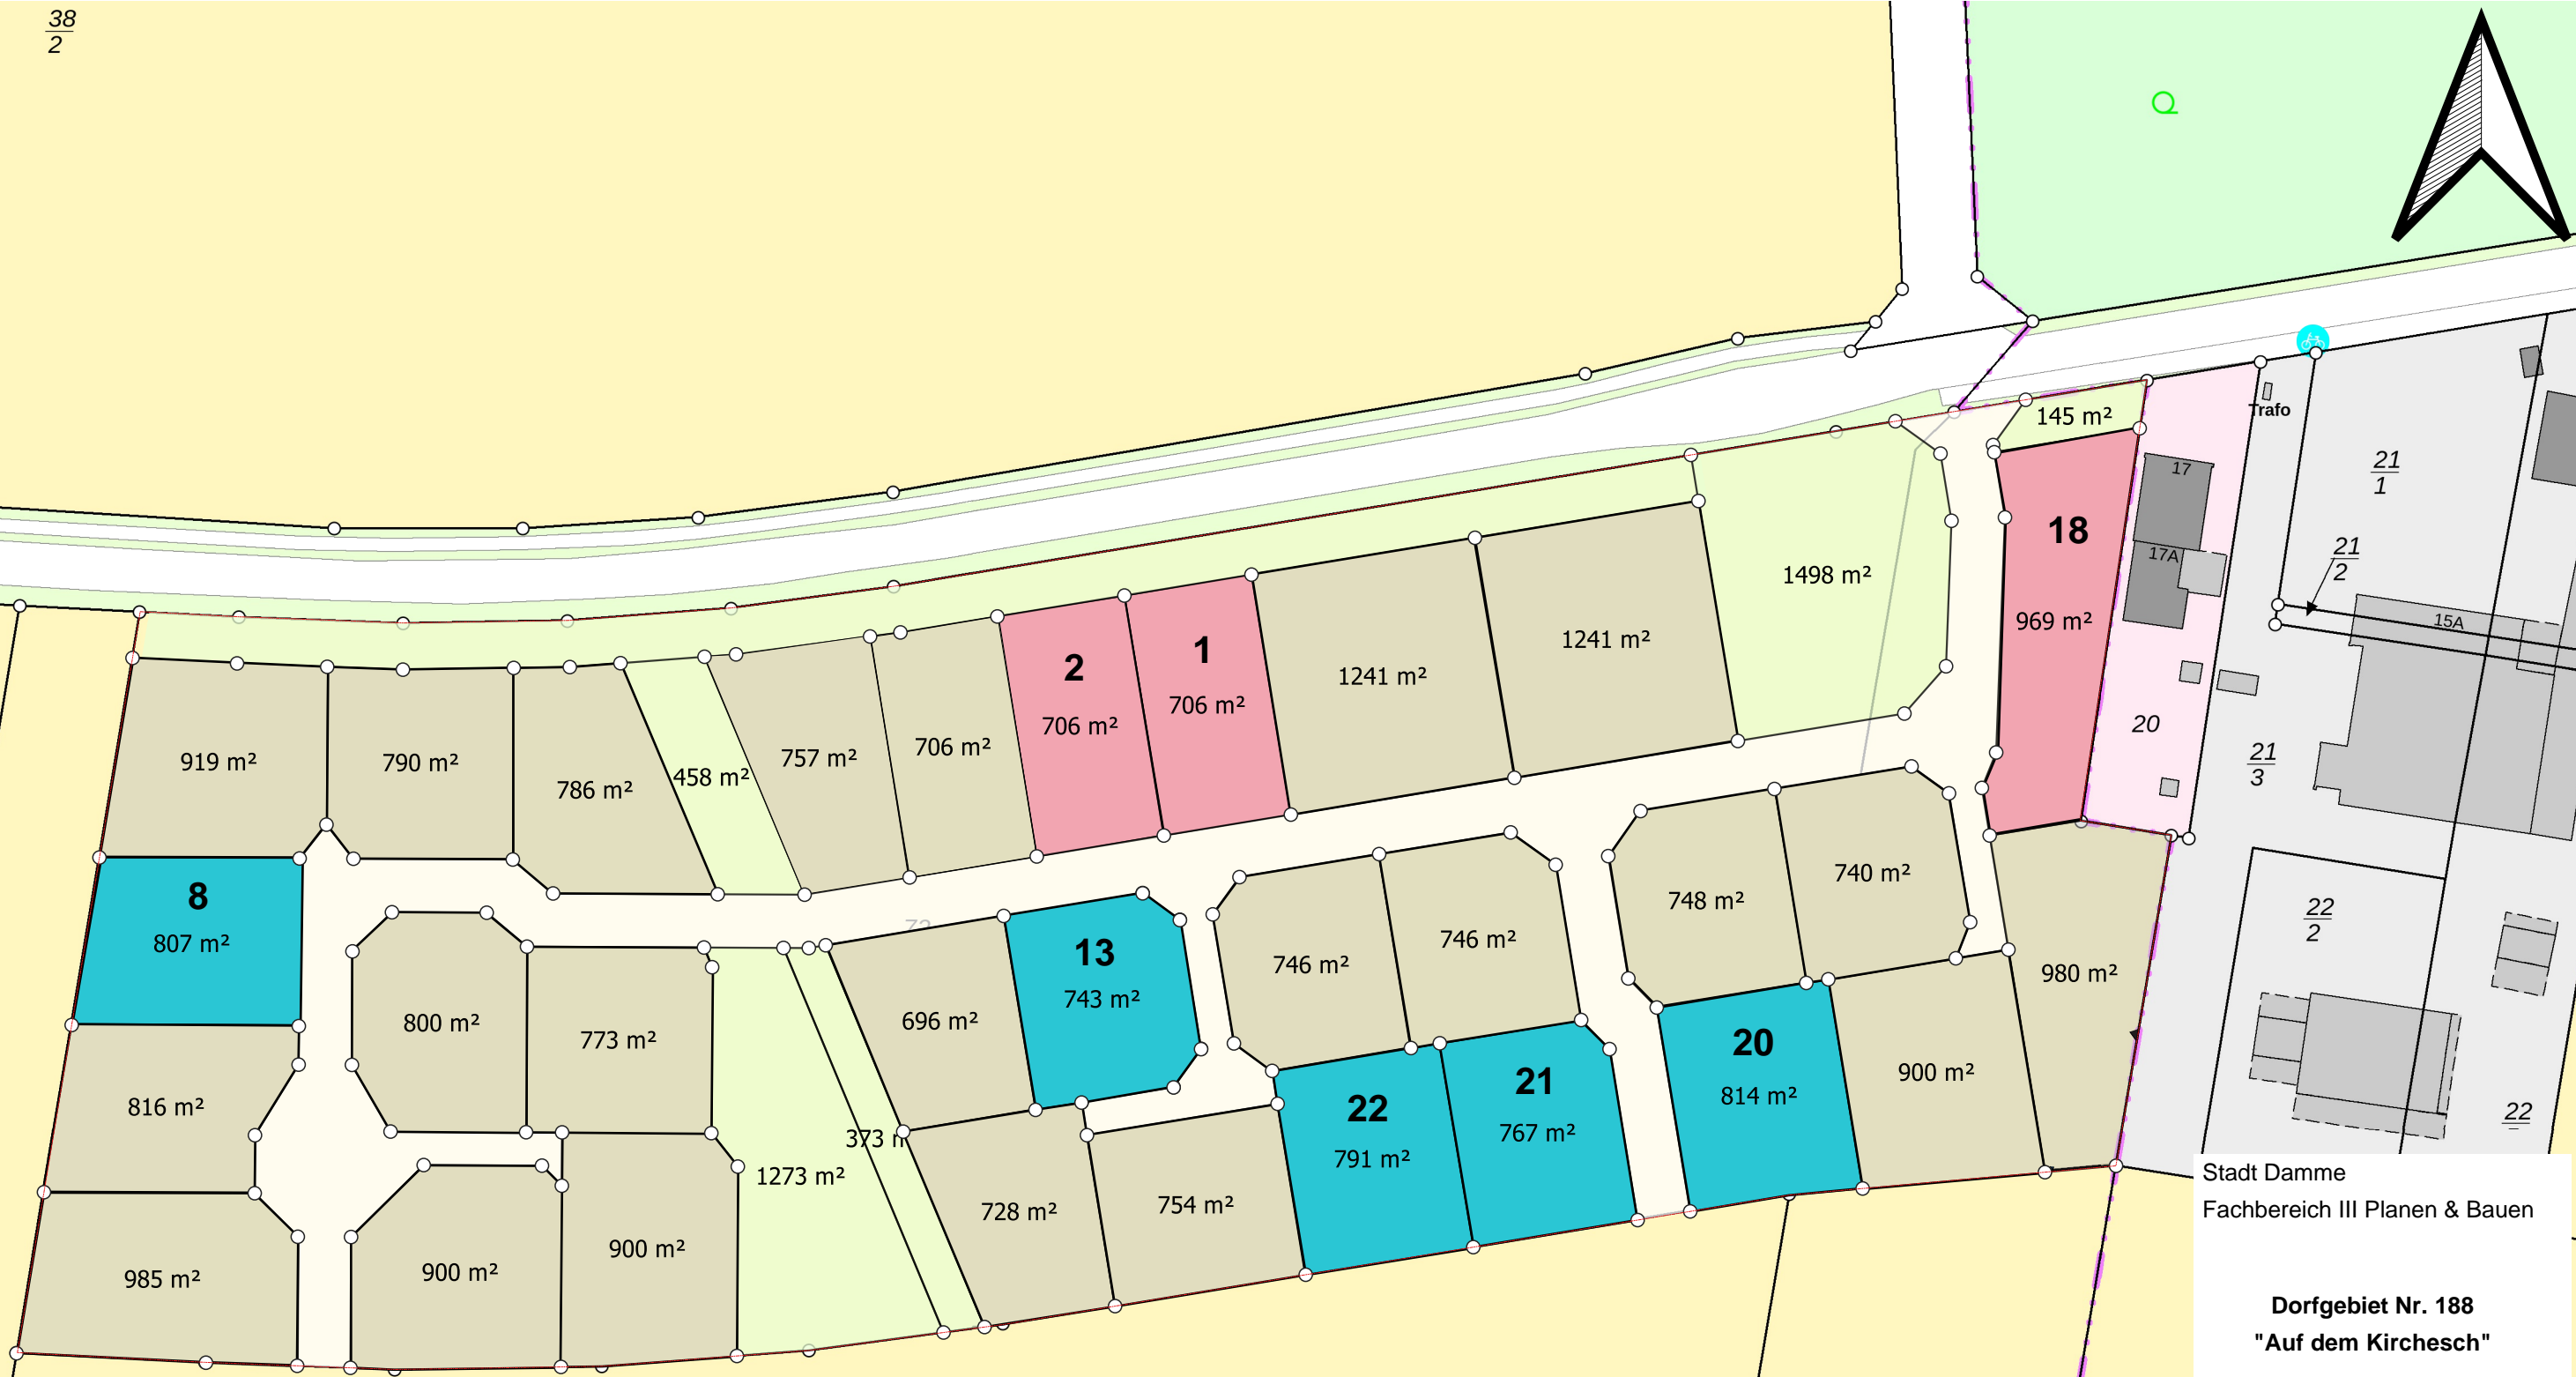 38
2
145 m²
Trafo
17
21
1
18
17A
21
2
1498 m²
969 m²
15A
1241 m²
1241 m²
1
706 m²
2
706 m²
706 m²
757 m²
458 m²
919 m²
790 m²
786 m²
20
21
3
8
807 m²
740 m²
748 m²
22
2
13
743 m²
746 m²
746 m²
980 m²
696 m²
800 m²
773 m²
20
814 m²
900 m²
21
767 m²
22
791 m²
816 m²
373 m
1273 m²
728 m²
754 m²
22
985 m²
900 m²
900 m²
Stadt Damme
Fachbereich III Planen & Bauen
Dorfgebiet Nr. 188
"Auf dem Kirchesch"